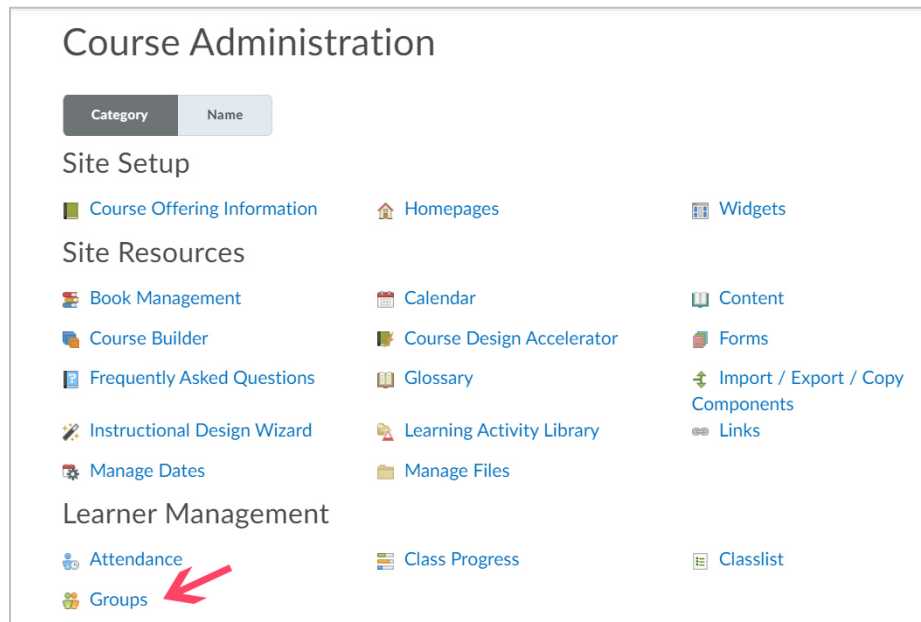 Course Administration
Category Name
Site Setup
Course Offering Information Homepages Widgets
Site Resources
Book Management Calendar Content
Course Builder Course Design Accelerator Forms
Frequently Asked Questions Glossary Import / Export / Copy
Components
Instructional Design Wizard Learning Activity Library Links
Manage Dates Manage Files
Learner Management
Attendance Class Progress Classlist
Groups